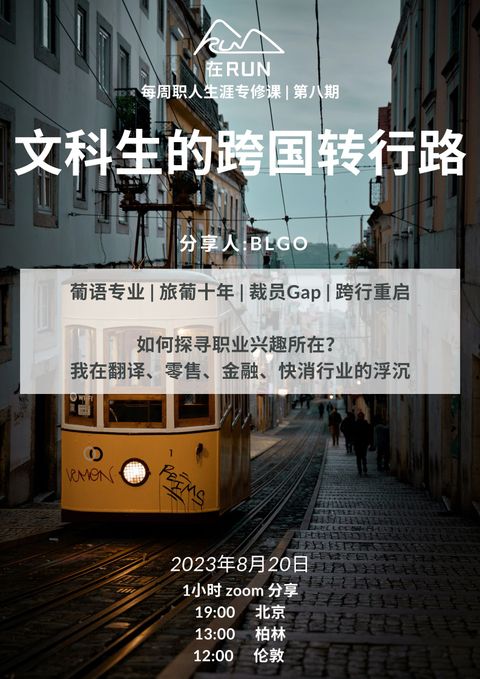 RUN
在RUN
每周职人生涯专修课 | 第八期
文科生的跨国转行路
分享人:BLGO
葡语专业 | 旅葡十年 | 裁员Gap | 跨行重启
如何探寻职业兴趣所在？
我在翻译、零售、金融、快消行业的浮沉
WiFi
1
2023年8月20日
1小时 zoom 分享
19:00 北京
13:00 柏林
12:00 伦敦